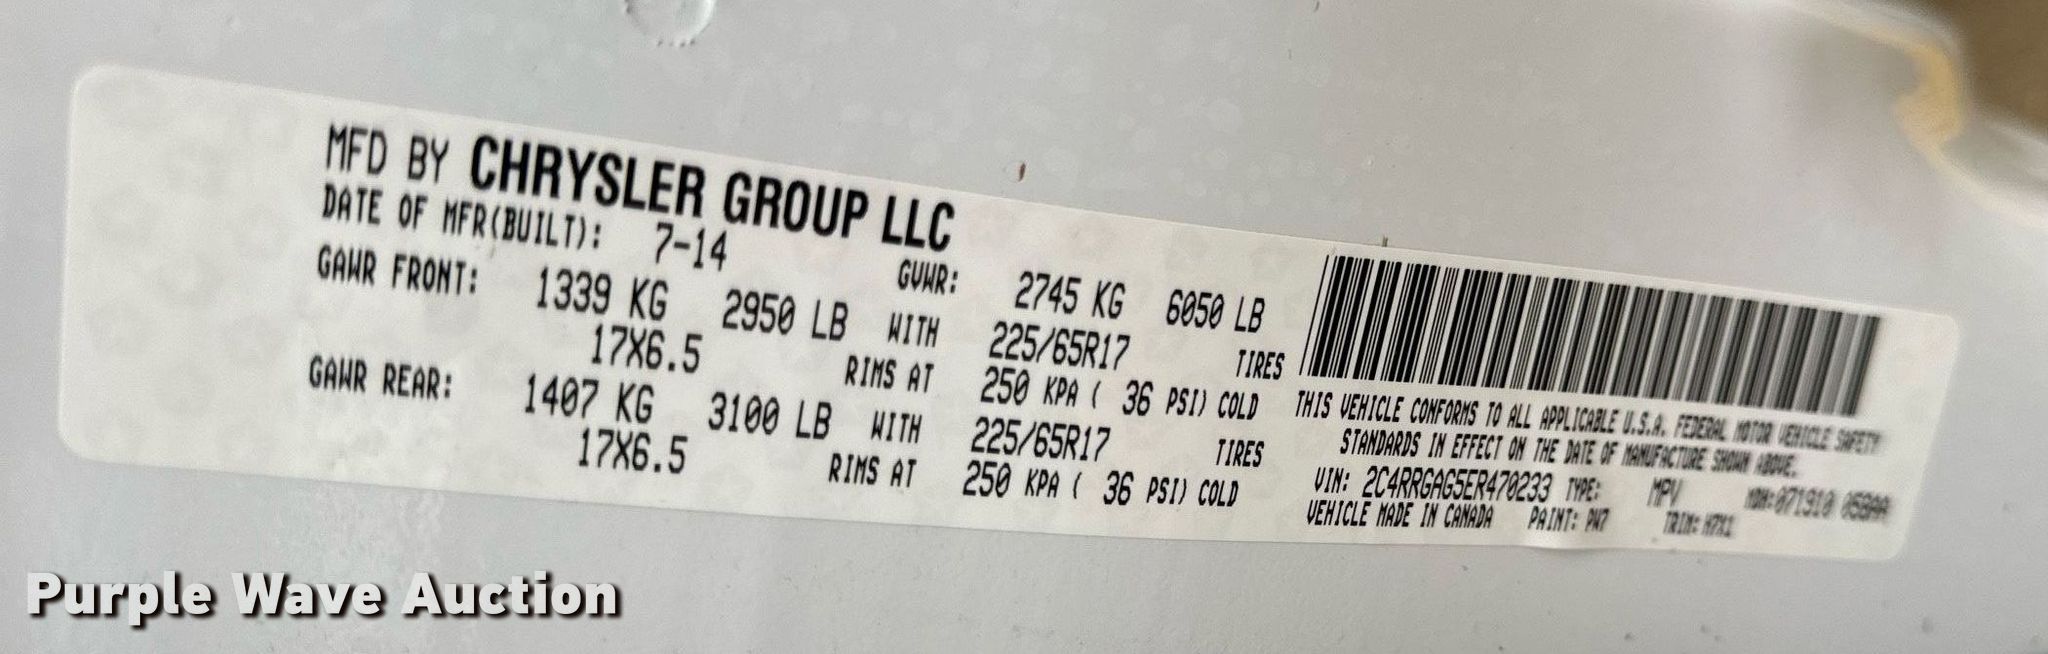 MFD BY CHRYSLER GROUP LLC
DATE OF MFR(BUILT): 7-14 GVWR: 2745 KG 6050 LB
GAWR FRONT: 1339 KG 2950 LB WITH 225/65R17 TIRES
17X6.5 RIMS AT 250 KPA ( 36 PSI) COLD
GAWR REAR: 1407 KG 3100 LB WITH 225/65R17 TIRES
17X6.5 RIMS AT 250 KPA ( 36 PSI) COLD
THIS VEHICLE CONFORMS TO ALL APPLICABLE U.S.A. FEDERAL MOTOR VEHICLE SAFETY
STANDARDS IN EFFECT ON THE DATE OF MANUFACTURE SHOWN ABOVE.
VIN: 2C4RRGAG5ER470233 TYPE: MPV MDH:071910
VEHICLE MADE IN CANADA PAINT: PW7 TRIM:
Purple Wave Auction